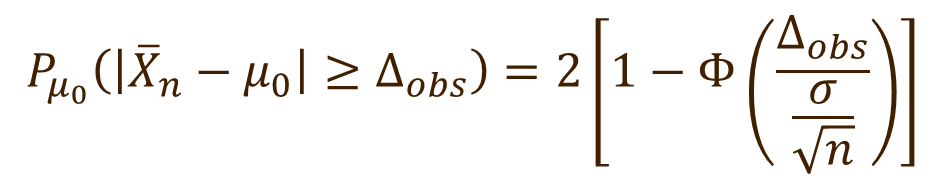 P_{μ_0}(|X̄_n − μ_0| ≥ Δ_{obs}) = 2[1 − Φ(Δ_{obs}/(σ/√n))]